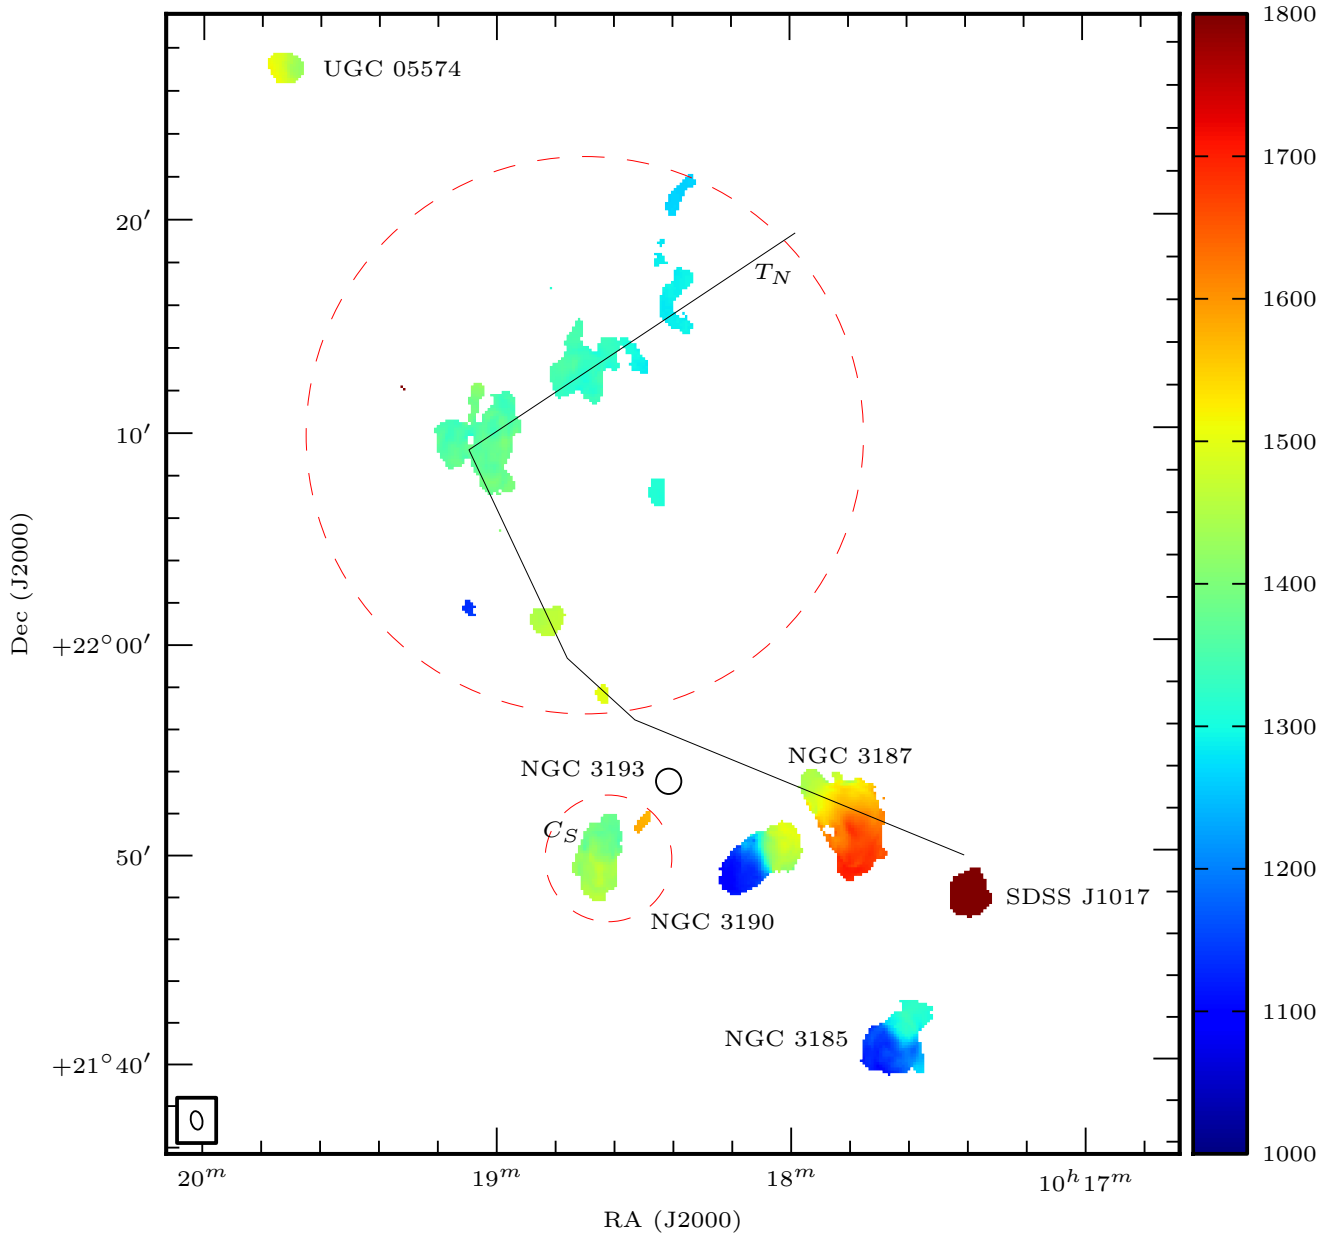 1800
UGC 05574
1700
20′
T_N
1600
1500
10′
1400
Dec (J2000)
+22°00′
1300
NGC 3187
NGC 3193
C_S
50′
1200
SDSS J1017
NGC 3190
1100
NGC 3185
+21°40′
1000
20^m
19^m
18^m
10^h17^m
RA (J2000)